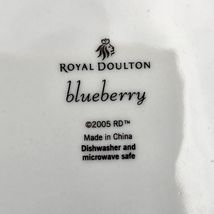 ROYAL DOULTON
blueberry
©2005 RD™
Made in China
Dishwasher and
microwave safe